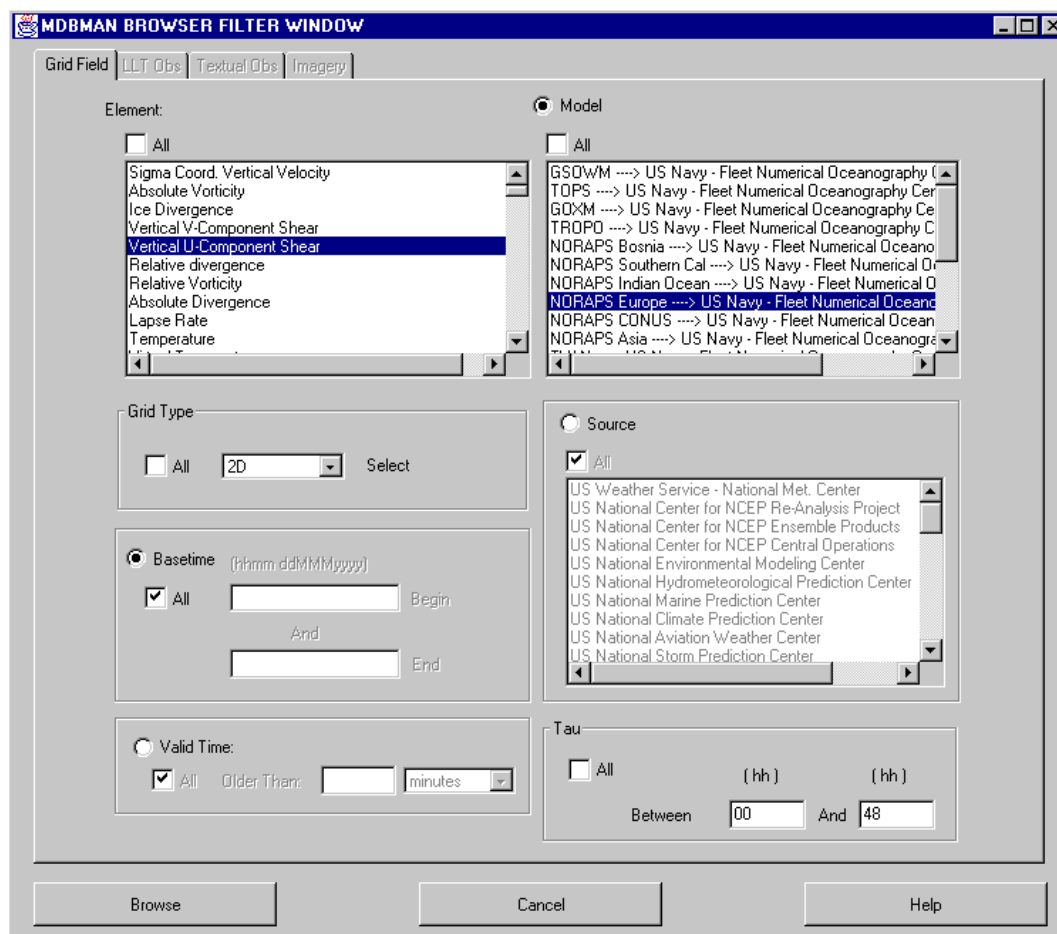 MDBMAN BROWSER FILTER WINDOW
Grid Field LLT Obs Textual Obs Imagery
Element:
All
Sigma Coord. Vertical Velocity
Absolute Vorticity
Ice Divergence
Vertical V-Component Shear
Vertical U-Component Shear
Relative divergence
Relative Vorticity
Absolute Divergence
Lapse Rate
Temperature
Model
All
GSOWM ----> US Navy - Fleet Numerical Oceanography (
TOPS ----> US Navy - Fleet Numerical Oceanography Cer
GOXM ----> US Navy - Fleet Numerical Oceanography Ce
TROPO ----> US Navy - Fleet Numerical Oceanography C
NORAPS Bosnia ----> US Navy - Fleet Numerical Oceano
NORAPS Southern Cal ----> US Navy - Fleet Numerical O
NORAPS Indian Ocean ----> US Navy - Fleet Numerical O
NORAPS Europe ----> US Navy - Fleet Numerical Oceano
NORAPS CONUS ----> US Navy - Fleet Numerical Ocean
NORAPS Asia ----> US Navy - Fleet Numerical Oceanogra
Grid Type
All 2D Select
Source
All
US Weather Service - National Met. Center
US National Center for NCEP Re-Analysis Project
US National Center for NCEP Ensemble Products
US National Center for NCEP Central Operations
US National Environmental Modeling Center
US National Hydrometeorological Prediction Center
US National Marine Prediction Center
US National Climate Prediction Center
US National Aviation Weather Center
US National Storm Prediction Center
Basetime (hhmm ddMMMyyyy)
All Begin
And
End
Valid Time:
All Older Than: minutes
Tau
All ( hh ) ( hh )
Between 00 And 48
Browse Cancel Help